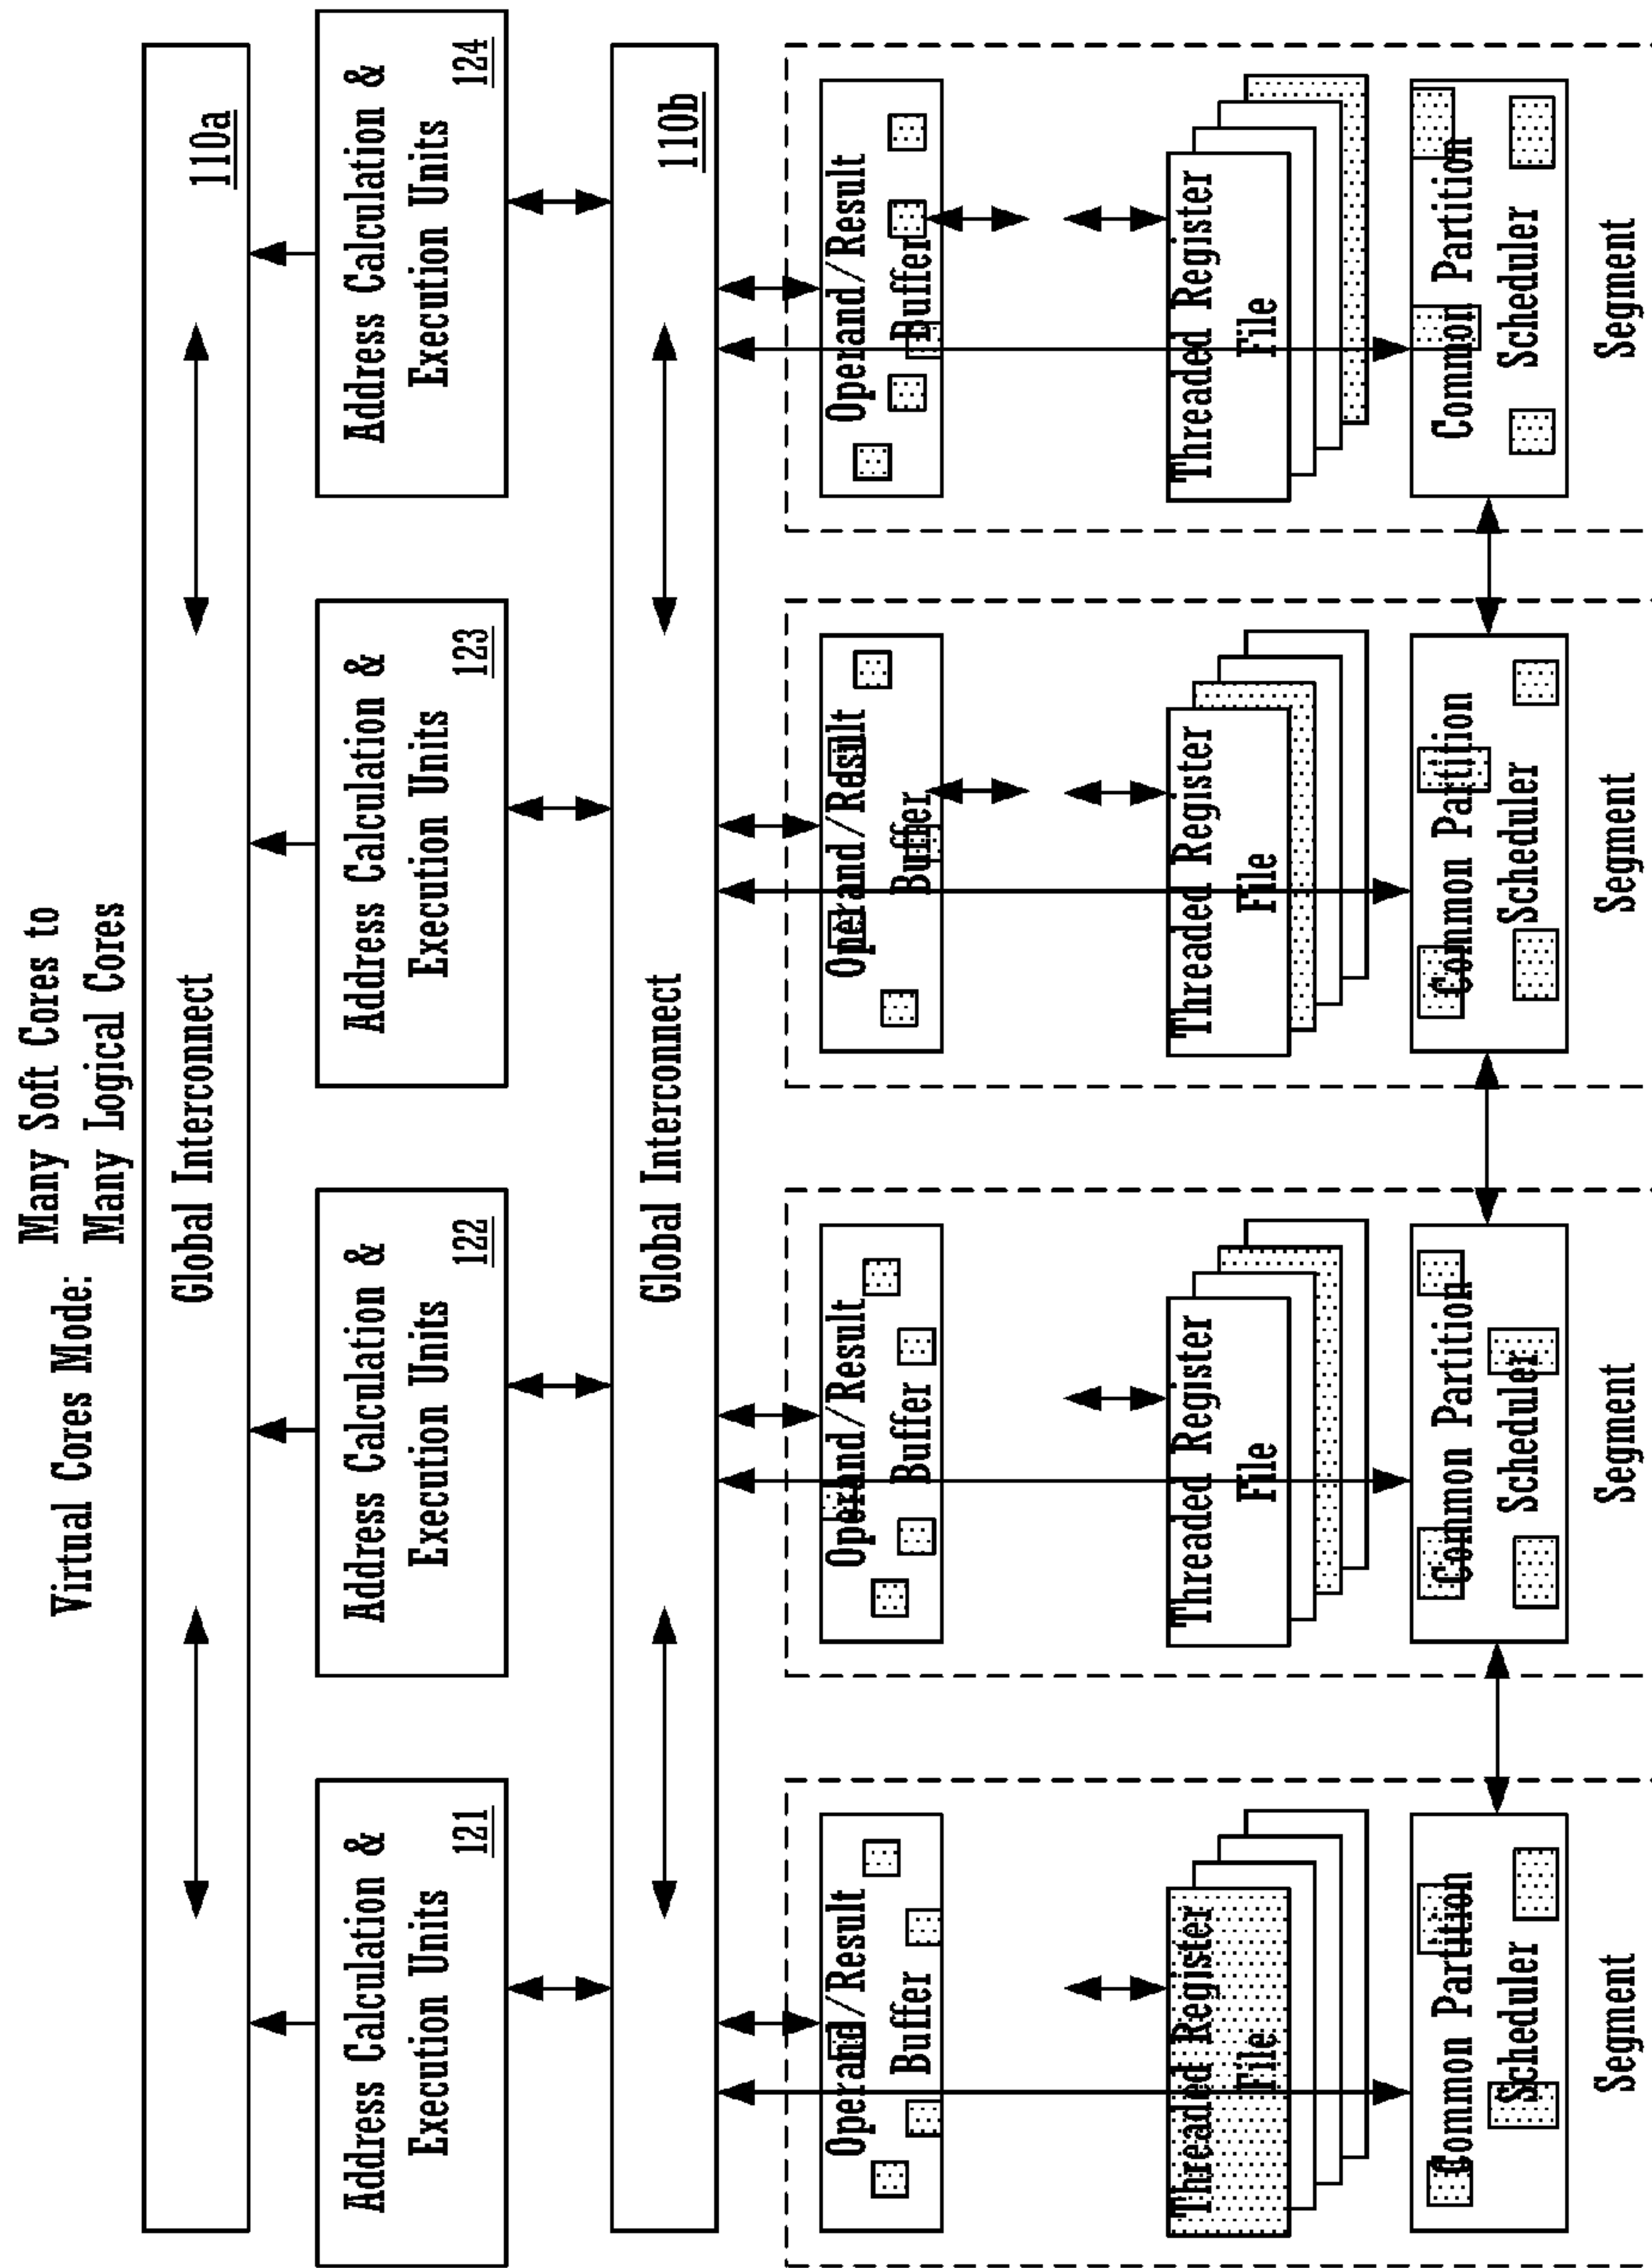 Virtual Cores Mode:
Many Soft Cores to
Many Logical Cores
Global Interconnect
110a
Address Calculation &
Execution Units
121
Address Calculation &
Execution Units
122
Address Calculation &
Execution Units
123
Address Calculation &
Execution Units
124
Global Interconnect
110b
Operand/Result
Buffer
Operand/Result
Buffer
Operand/Result
Buffer
Operand/Result
Buffer
Threaded Register
File
Threaded Register
File
Threaded Register
File
Threaded Register
File
Common Partition
Scheduler
Common Partition
Scheduler
Common Partition
Scheduler
Common Partition
Scheduler
Segment
Segment
Segment
Segment